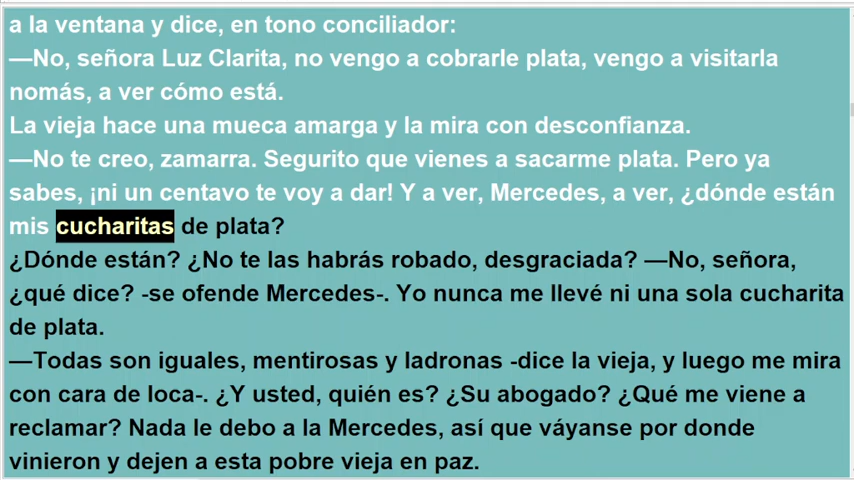 a la ventana y dice, en tono conciliador:
—No, señora Luz Clarita, no vengo a cobrarle plata, vengo a visitarla
nomás, a ver cómo está.
La vieja hace una mueca amarga y la mira con desconfianza.
—No te creo, zamarra. Segurito que vienes a sacarme plata. Pero ya
sabes, ¡ni un centavo te voy a dar! Y a ver, Mercedes, a ver, ¿dónde están
mis cucharitas de plata?
¿Dónde están? ¿No te las habrás robado, desgraciada? —No, señora,
¿qué dice? -se ofende Mercedes-. Yo nunca me llevé ni una sola cucharita
de plata.
—Todas son iguales, mentirosas y ladronas -dice la vieja, y luego me mira
con cara de loca-. ¿Y usted, quién es? ¿Su abogado? ¿Qué me viene a
reclamar? Nada le debo a la Mercedes, así que váyanse por donde
vinieron y dejen a esta pobre vieja en paz.